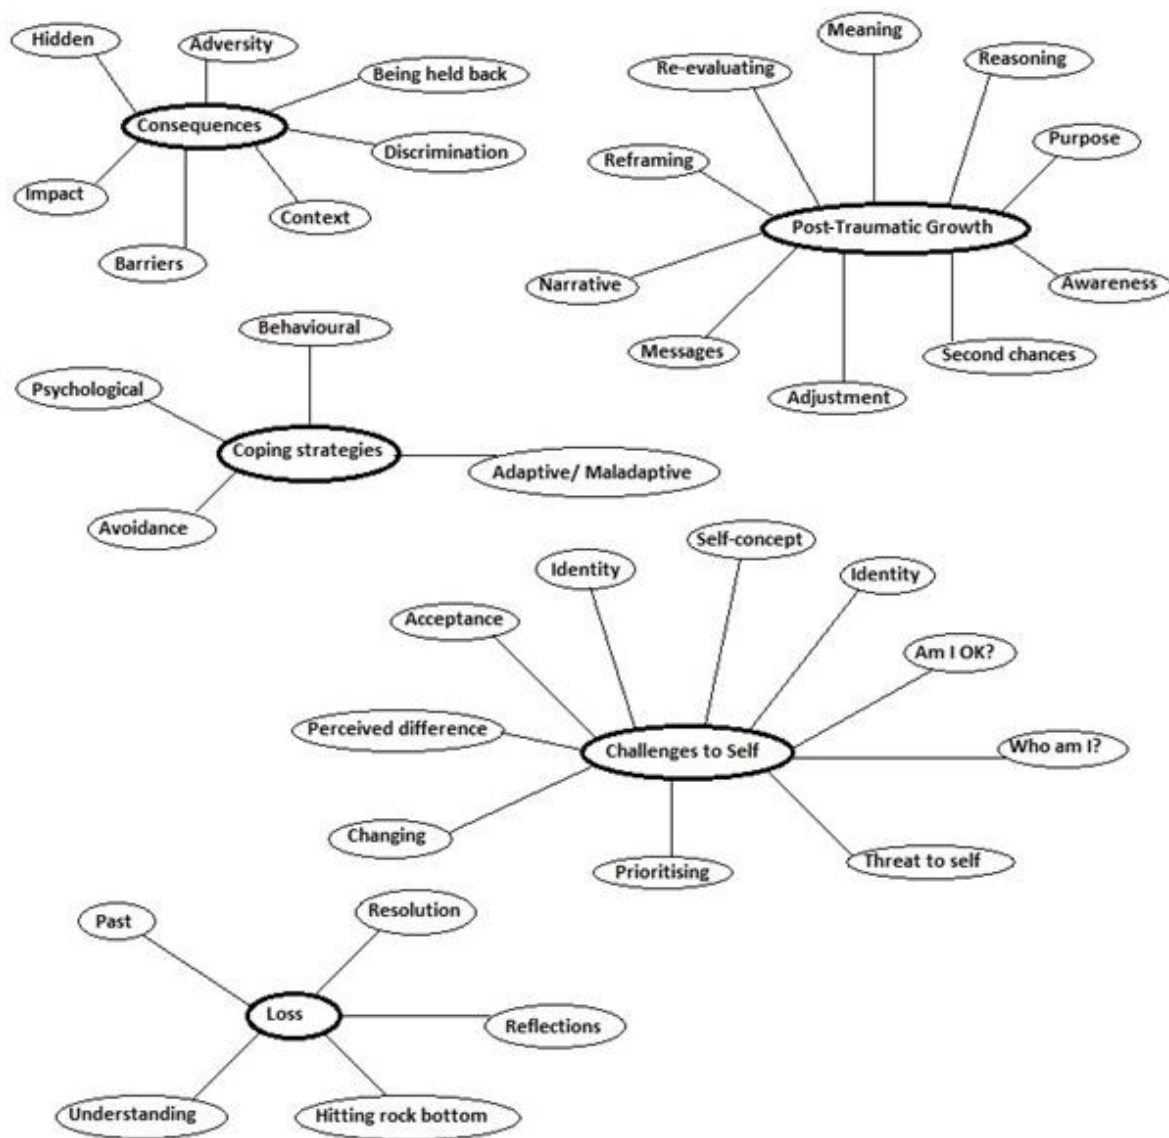 Hidden
Adversity
Being held back
Consequences
Discrimination
Impact
Context
Barriers
Meaning
Re-evaluating
Reasoning
Purpose
Reframing
Post-Traumatic Growth
Narrative
Awareness
Messages
Second chances
Adjustment
Behavioural
Psychological
Coping strategies
Adaptive/ Maladaptive
Avoidance
Self-concept
Identity
Identity
Acceptance
Am I OK?
Perceived difference
Challenges to Self
Who am I?
Changing
Prioritising
Threat to self
Past
Resolution
Loss
Reflections
Understanding
Hitting rock bottom